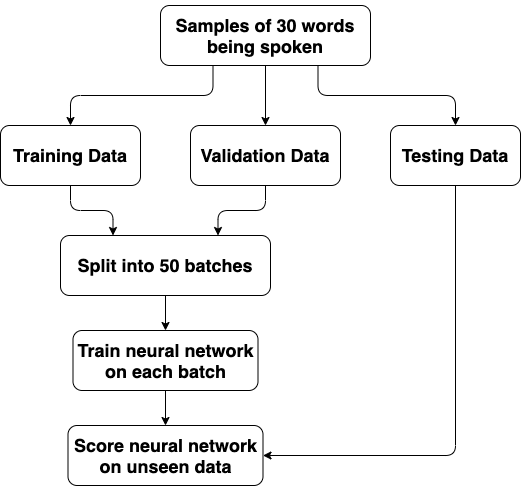 Samples of 30 words
being spoken
Training Data
Validation Data
Testing Data
Split into 50 batches
Train neural network
on each batch
Score neural network
on unseen data